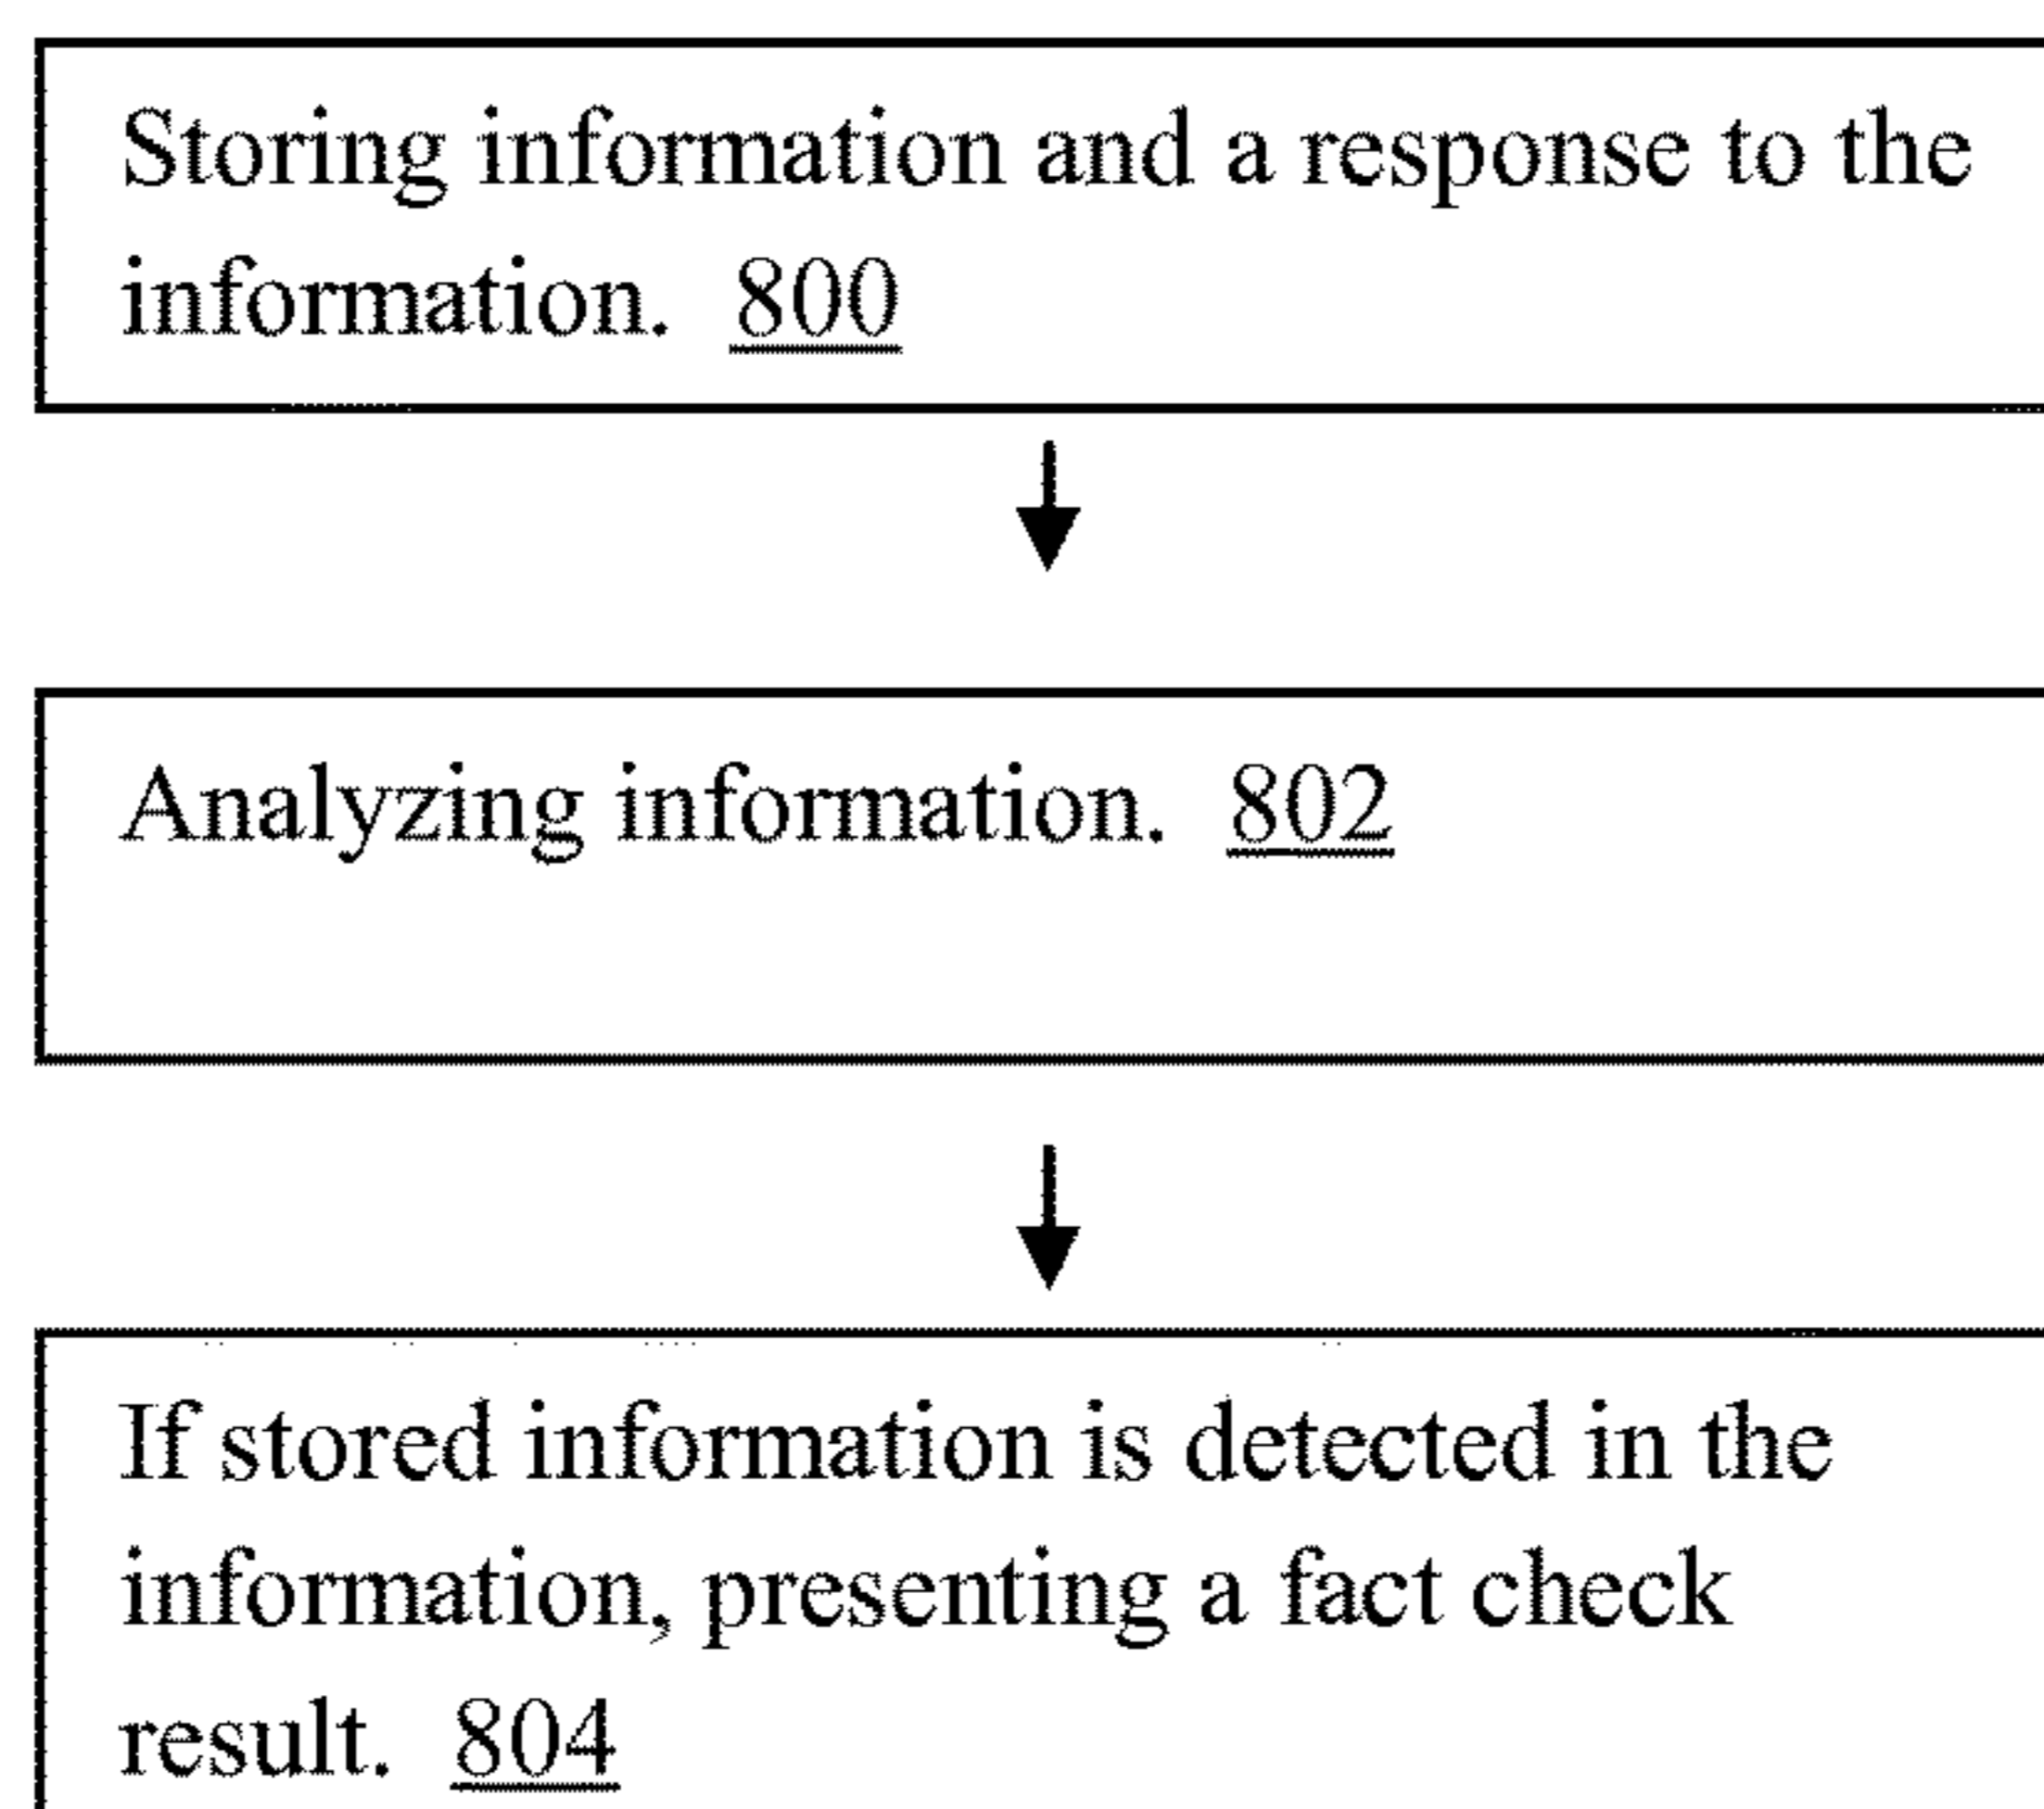 Storing information and a response to the
information. 800
Analyzing information. 802
If stored information is detected in the
information, presenting a fact check
result. 804